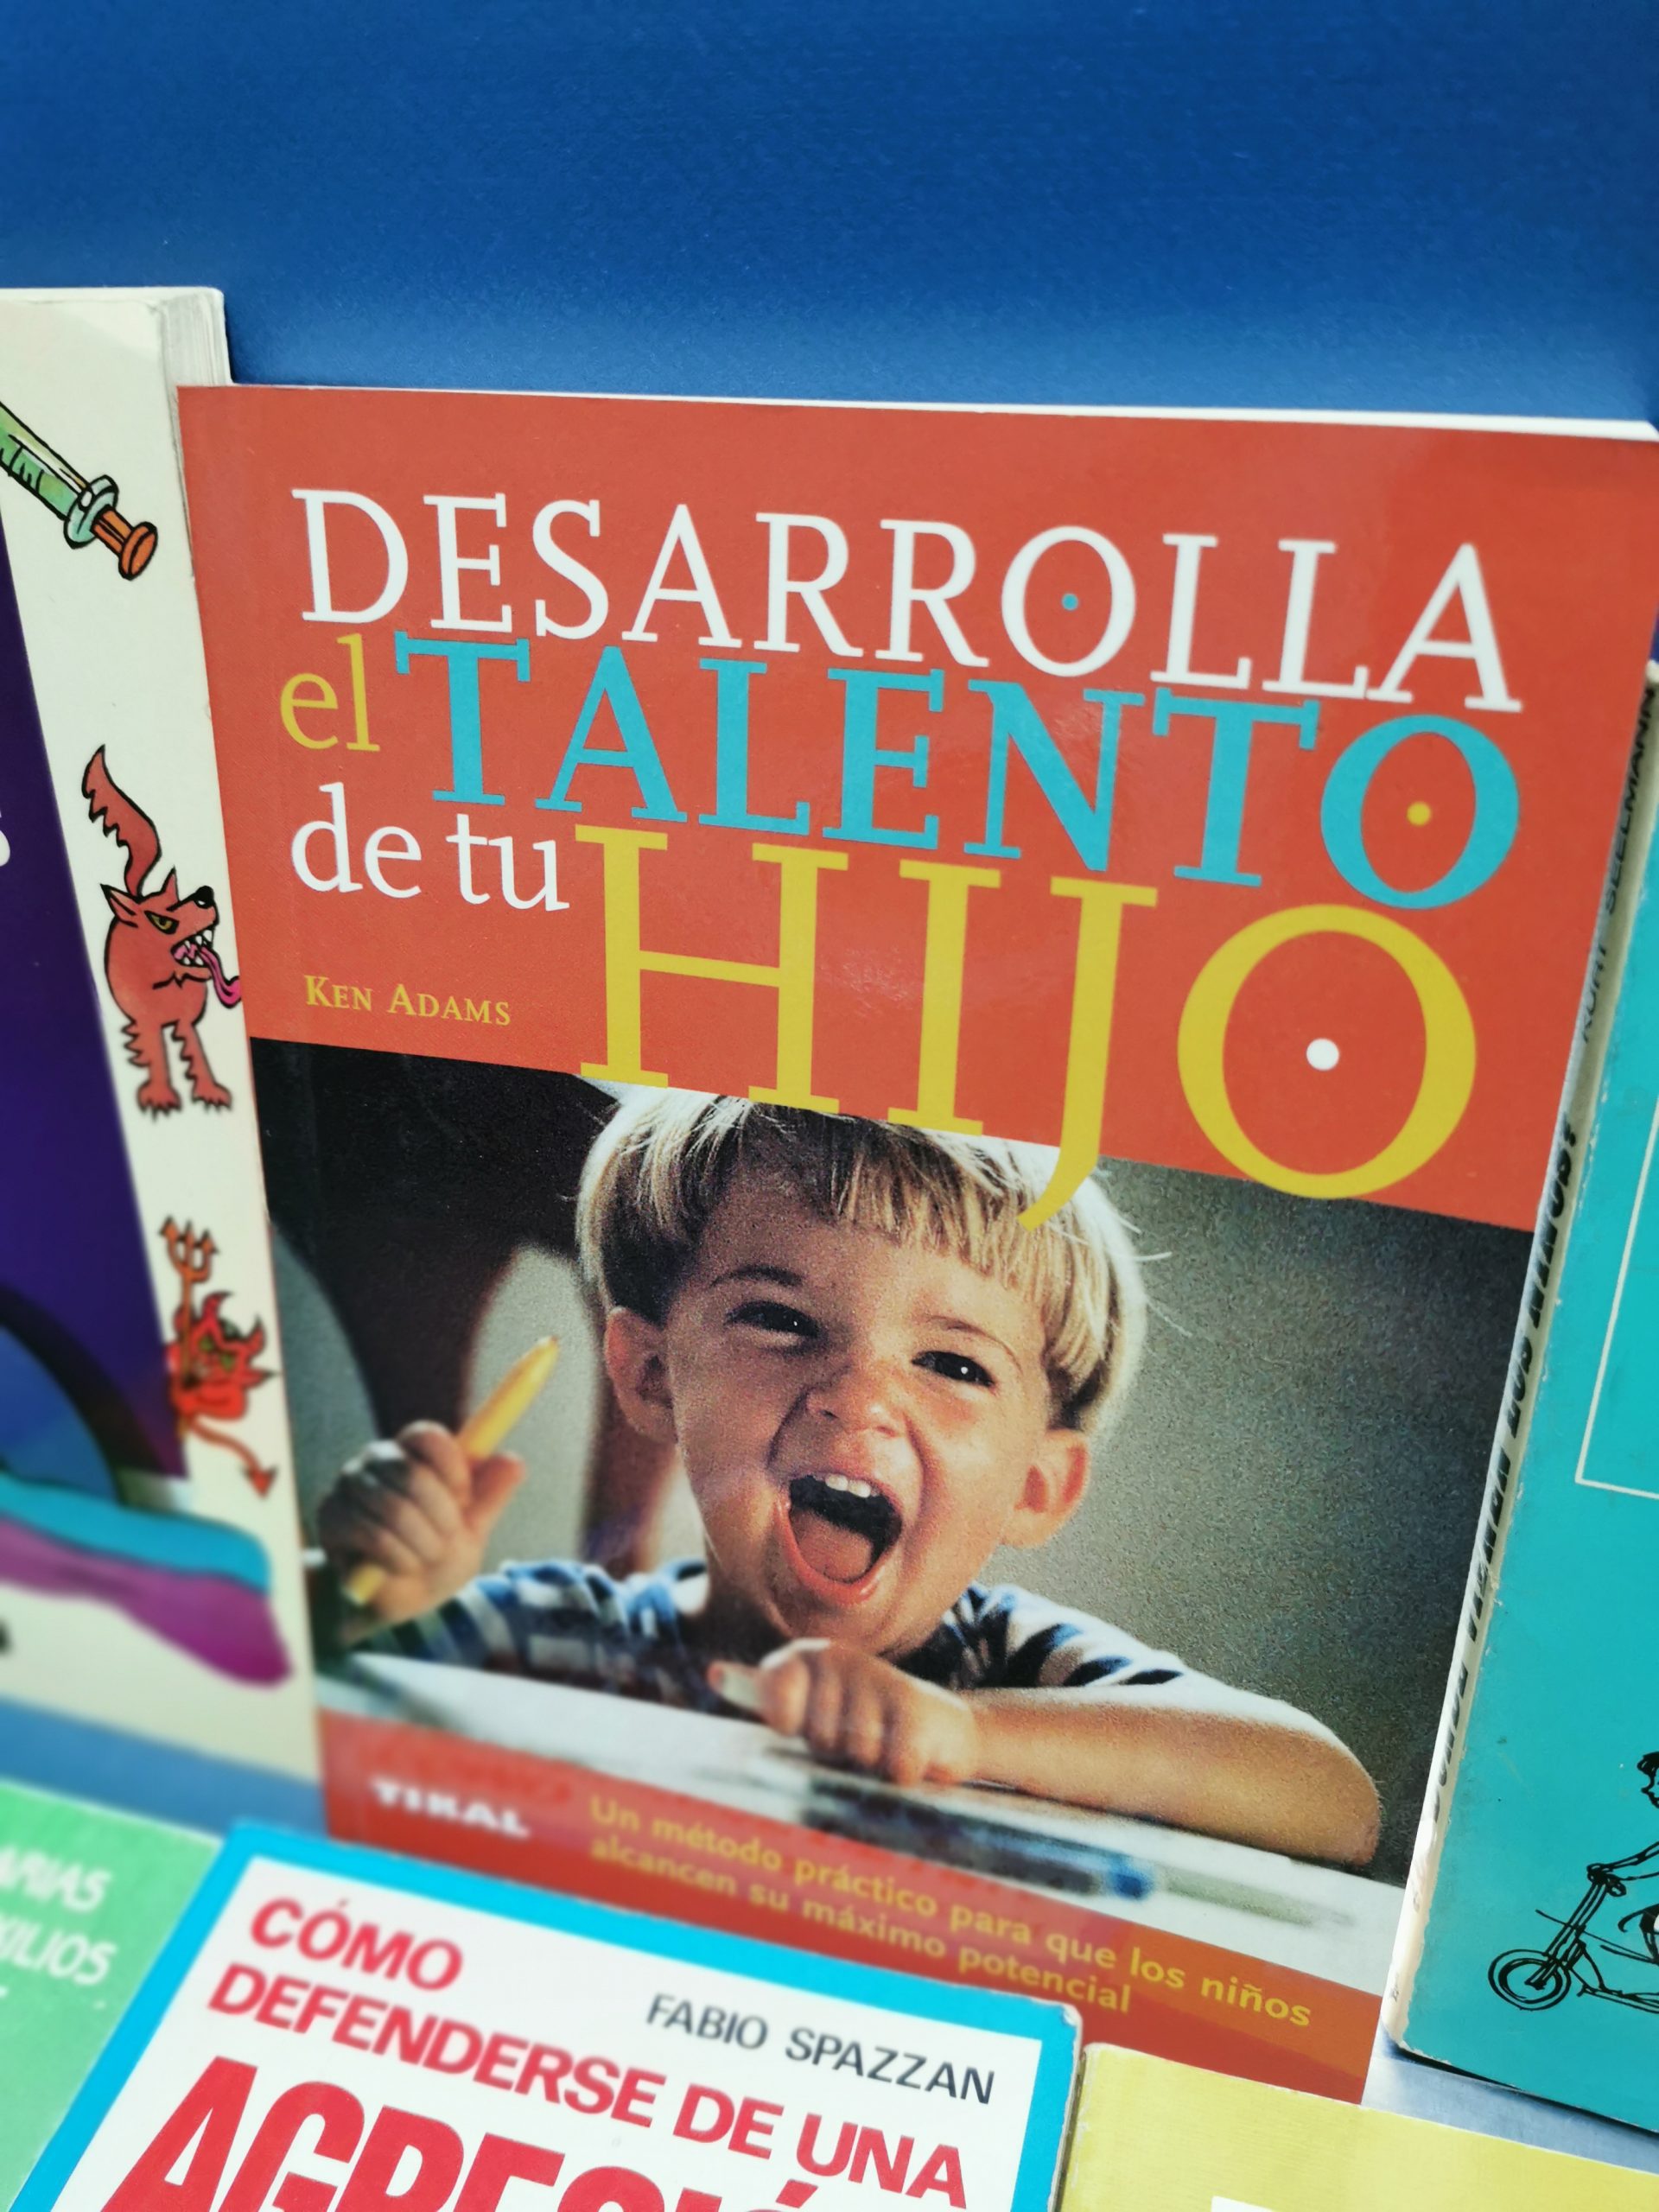 DESARROLLA
el TALENTO
de tu HIJO
KEN ADAMS
TIKAL
Un método práctico para que los niños
alcancen su máximo potencial
CÓMO
DEFENDERSE DE UNA
FABIO SPAZZAN